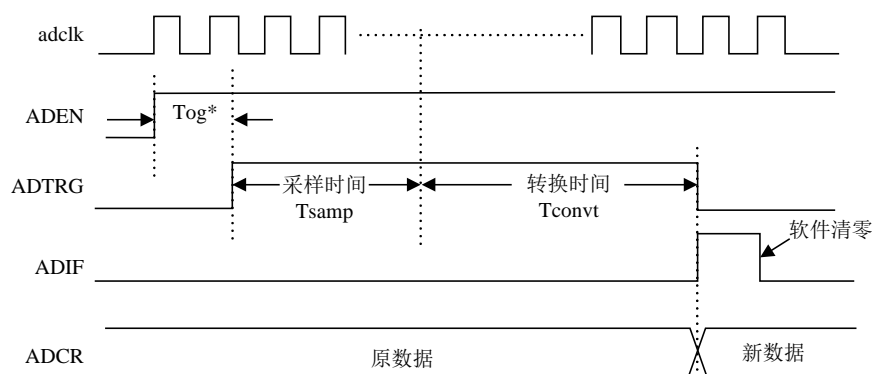 adclk
ADEN
Tog*
ADTRG
采样时间
Tsamp
转换时间
Tconvt
软件清零
ADIF
ADCR
原数据
新数据